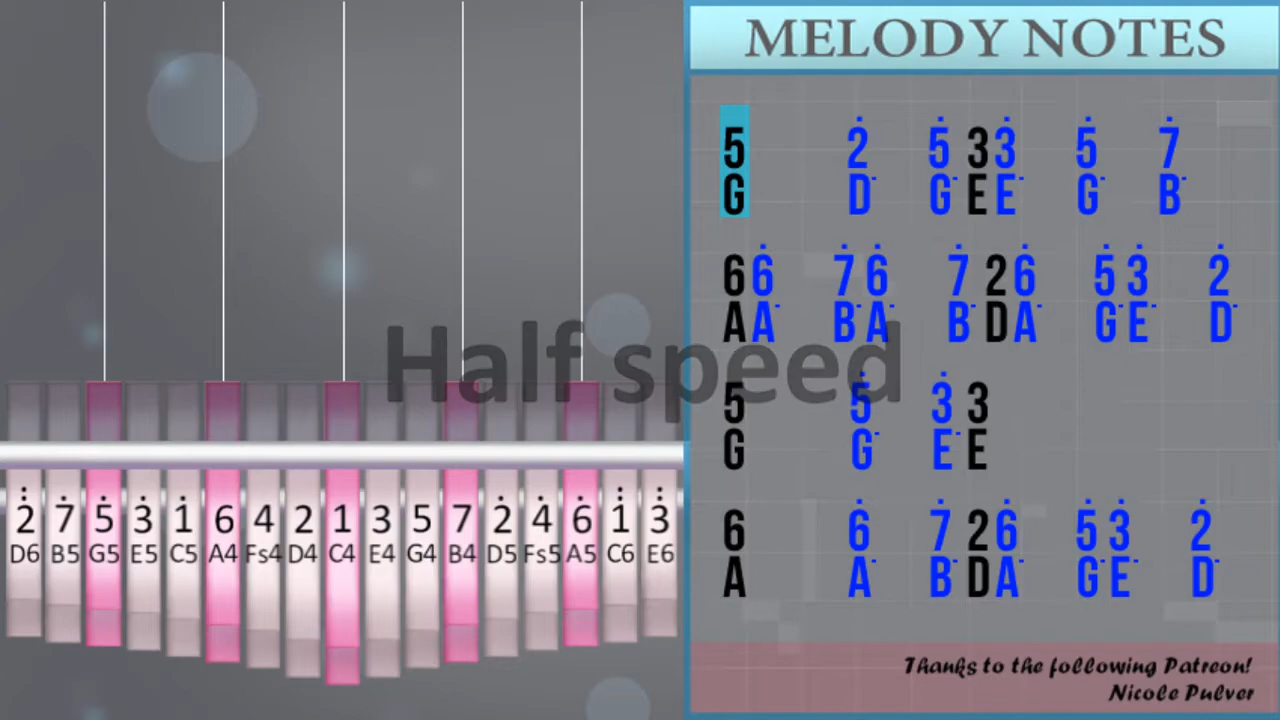 MELODY NOTES
5 2̇ 5̇ 3 3̇ 5̇ 7̇
G D- G- E E- G- B-
6 6̇ 7̇ 6̇ 7̇ 2 6̇ 5̇ 3̇ 2̇
A A- B- A- B- D A- G- E- D-
Half speed
5 5̇ 3̇ 3
G G- E- E
6 6̇ 7̇ 2 6̇ 5̇ 3̇ 2̇
A A- B- D A- G- E- D-
2̈ 7̇ 5̇ 3̇ 1̇ 6 4 2 1 3 5 7 2̇ 4̇ 6̇ 1̈ 3̈
D6 B5 G5 E5 C5 A4 Fs4 D4 C4 E4 G4 B4 D5 Fs5 A5 C6 E6
Thanks to the following Patreon!
Nicole Pulver